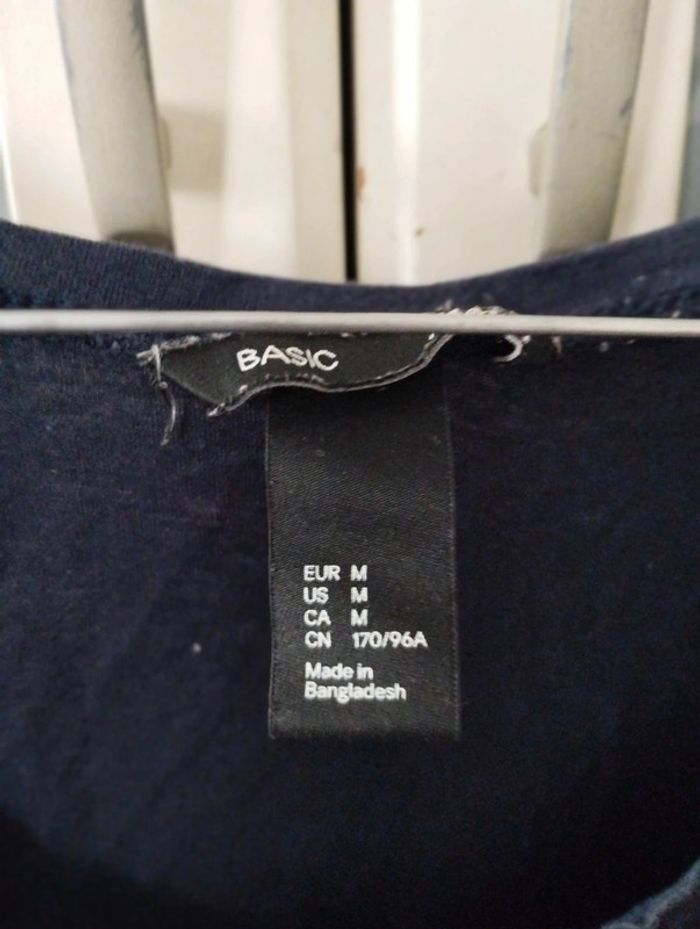 BASIC
EUR M
US M
CA M
CN 170/96A
Made in
Bangladesh